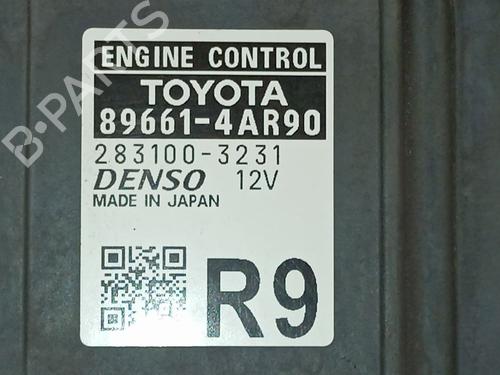 B-PARTS
ENGINE CONTROL
TOYOTA
89661-4AR90
283100-3231
DENSO 12V
MADE IN JAPAN
R9